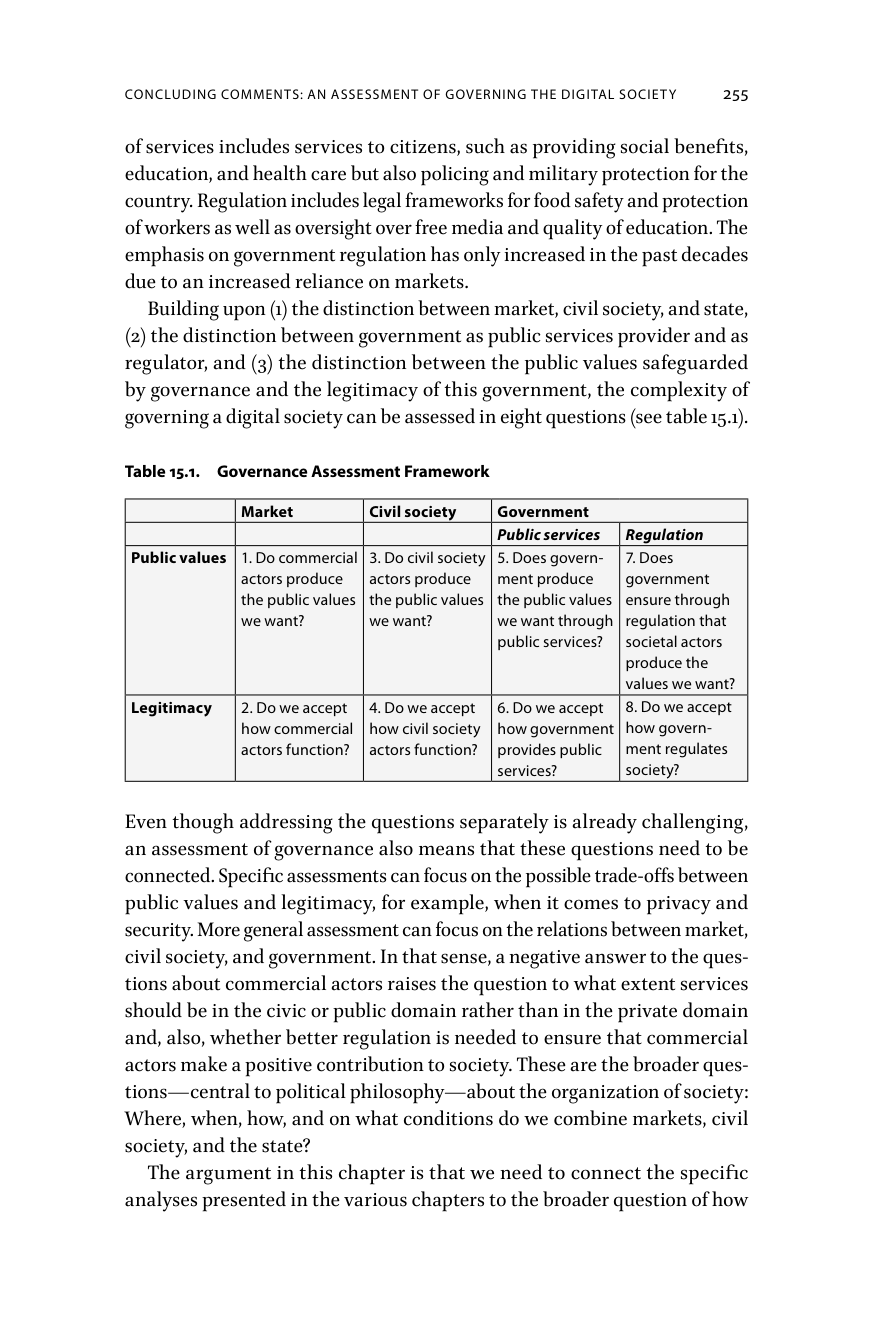 CONCLUDING COMMENTS: AN ASSESSMENT OF GOVERNING THE DIGITAL SOCIETY 255
of services includes services to citizens, such as providing social benefits,
education, and health care but also policing and military protection for the
country. Regulation includes legal frameworks for food safety and protection
of workers as well as oversight over free media and quality of education. The
emphasis on government regulation has only increased in the past decades
due to an increased reliance on markets.
Building upon (1) the distinction between market, civil society, and state,
(2) the distinction between government as public services provider and as
regulator, and (3) the distinction between the public values safeguarded
by governance and the legitimacy of this government, the complexity of
governing a digital society can be assessed in eight questions (see table 15.1).
Table 15.1. Governance Assessment Framework
Market Civil society Government
Public services Regulation
Public values
1. Do commercial
actors produce
the public values
we want?
3. Do civil society
actors produce
the public values
we want?
5. Does govern-
ment produce
the public values
we want through
public services?
7. Does
government
ensure through
regulation that
societal actors
produce the
values we want?
Legitimacy
2. Do we accept
how commercial
actors function?
4. Do we accept
how civil society
actors function?
6. Do we accept
how government
provides public
services?
8. Do we accept
how govern-
ment regulates
society?
Even though addressing the questions separately is already challenging,
an assessment of governance also means that these questions need to be
connected. Specific assessments can focus on the possible trade-offs between
public values and legitimacy, for example, when it comes to privacy and
security. More general assessment can focus on the relations between market,
civil society, and government. In that sense, a negative answer to the ques-
tions about commercial actors raises the question to what extent services
should be in the civic or public domain rather than in the private domain
and, also, whether better regulation is needed to ensure that commercial
actors make a positive contribution to society. These are the broader ques-
tions—central to political philosophy—about the organization of society:
Where, when, how, and on what conditions do we combine markets, civil
society, and the state?
The argument in this chapter is that we need to connect the specific
analyses presented in the various chapters to the broader question of how